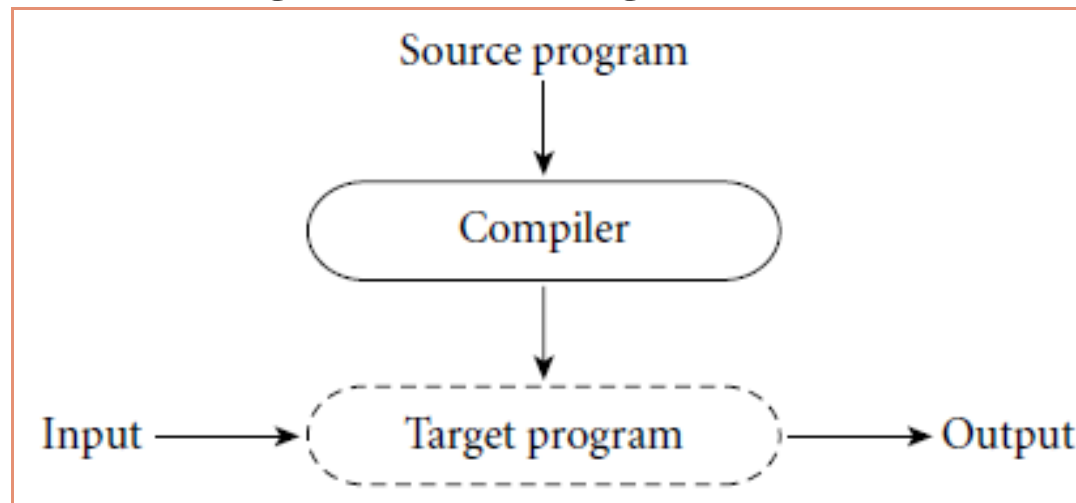 Source program
Compiler
Input
Target program
Output